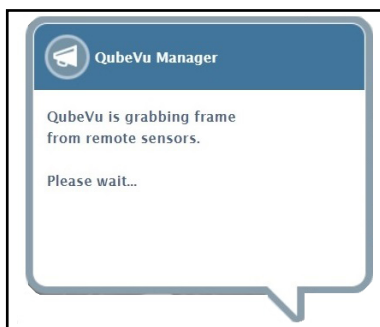 QubeVu Manager
QubeVu is grabbing frame
from remote sensors.
Please wait...